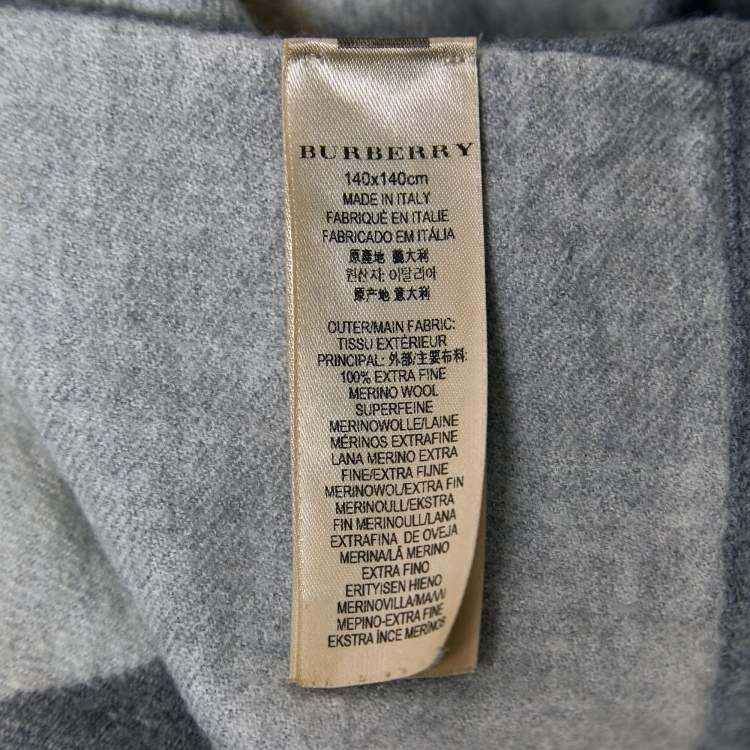 BURBERRY
140x140cm
MADE IN ITALY
FABRIQUÉ EN ITALIE
FABRICADO EM ITÁLIA
原產地 義大利
원산지: 이탈리아
原产地 意大利
OUTER/MAIN FABRIC:
TISSU EXTÉRIEUR
PRINCIPAL: 外部/主要布料:
100% EXTRA FINE
MERINO WOOL
SUPERFEINE
MERINOWOLLE/LAINE
MÉRINOS EXTRAFINE
LANA MERINO EXTRA
FINE/EXTRA FIJNE
MERINOWOL/EXTRA FIN
MERINOULL/EKSTRA
FIN MERINOULL/LANA
EXTRAFINA DE OVEJA
MERINA/LÃ MERINO
EXTRA FINO
ERITYISEN HIENO
MERINOVILLA/ΜΑΛΛΙ
ΜΕΡΙΝΟ-EXTRA FINE
EKSTRA İNCE MERİNOS